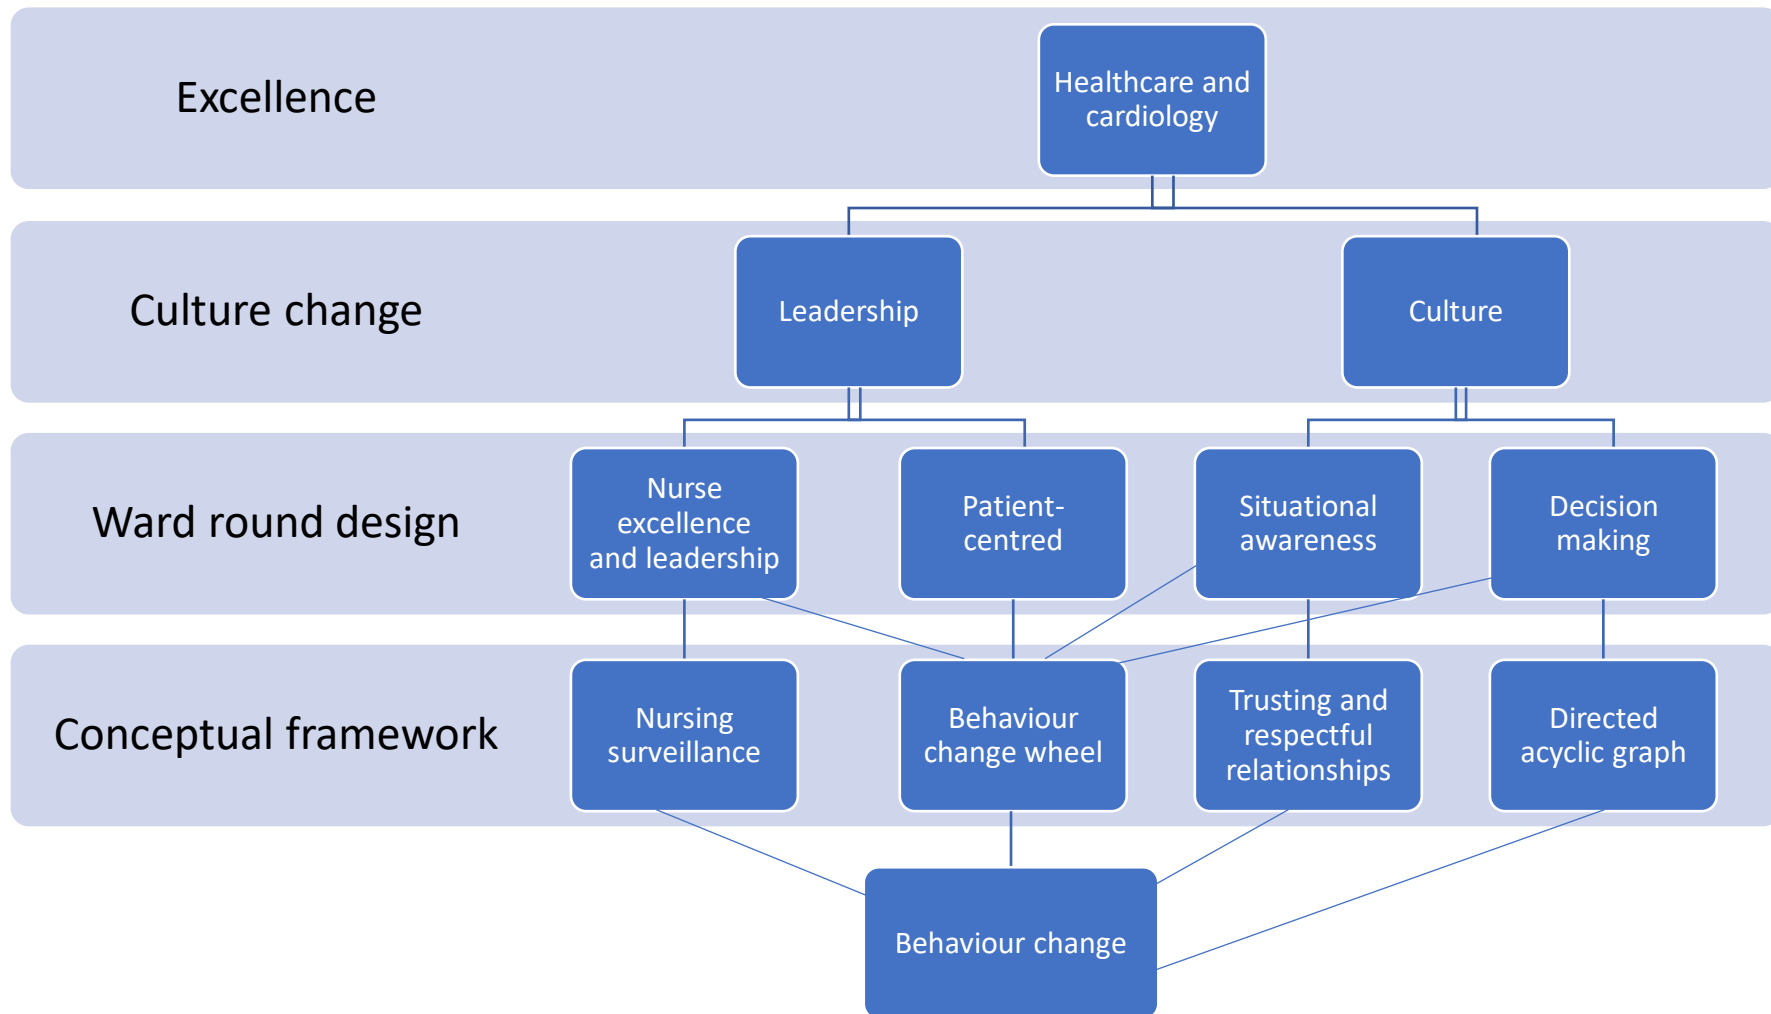 Excellence
Healthcare and
cardiology
Culture change
Leadership
Culture
Ward round design
Nurse
excellence
and leadership
Patient-
centred
Situational
awareness
Decision
making
Conceptual framework
Nursing
surveillance
Behaviour
change wheel
Trusting and
respectful
relationships
Directed
acyclic graph
Behaviour change